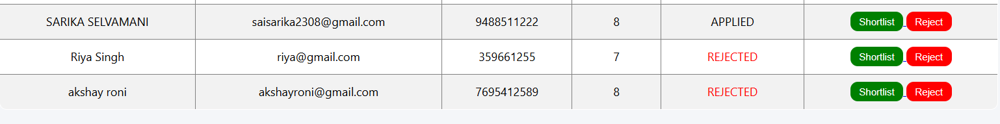 SARIKA SELVAMANI saisarika2308@gmail.com 9488511222 8 APPLIED Shortlist Reject
Riya Singh riya@gmail.com 359661255 7 REJECTED Shortlist Reject
akshay roni akshayroni@gmail.com 7695412589 8 REJECTED Shortlist Reject